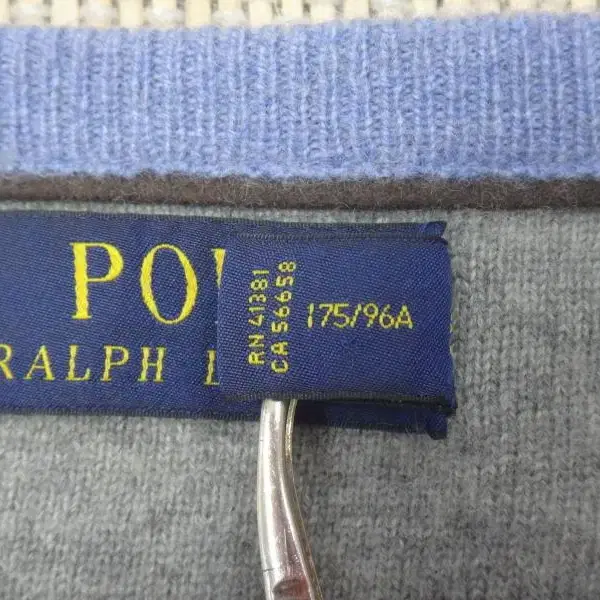 PO
RALPH L
RN 41381
CA 56658
175/96A